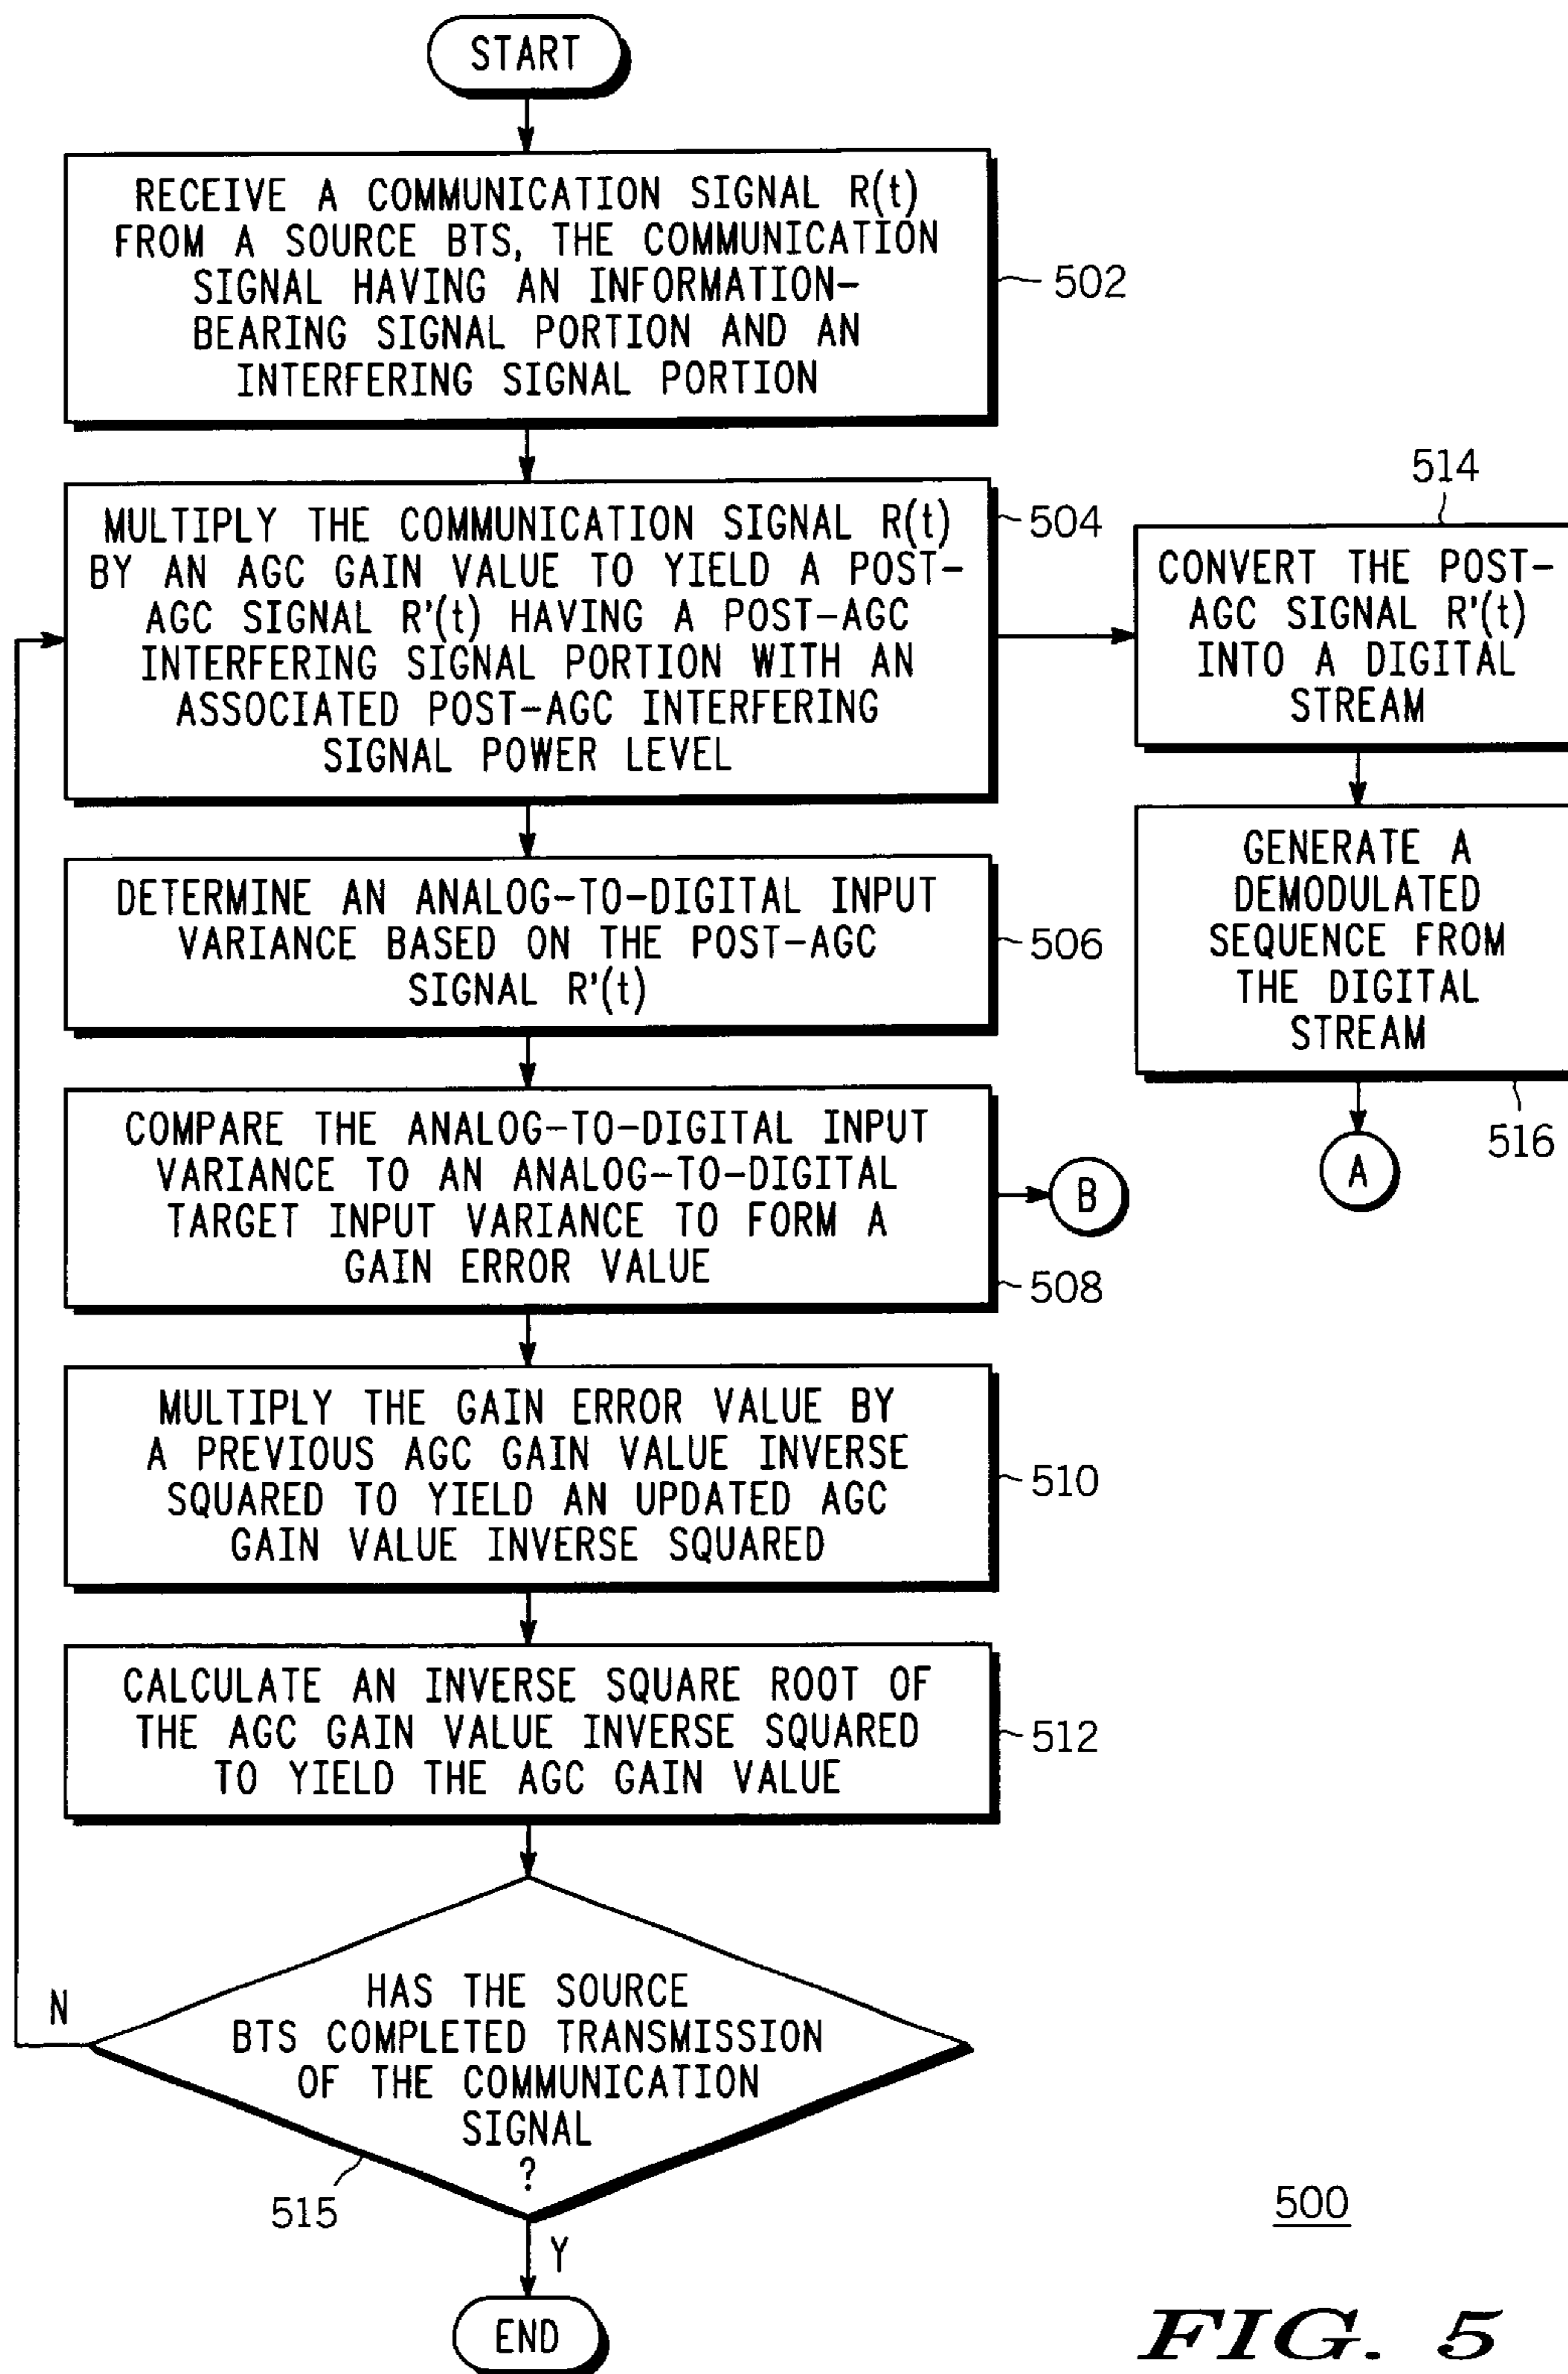 START
RECEIVE A COMMUNICATION SIGNAL R(t)
FROM A SOURCE BTS, THE COMMUNICATION
SIGNAL HAVING AN INFORMATION-
BEARING SIGNAL PORTION AND AN
INTERFERING SIGNAL PORTION
502
MULTIPLY THE COMMUNICATION SIGNAL R(t)
BY AN AGC GAIN VALUE TO YIELD A POST-
AGC SIGNAL R'(t) HAVING A POST-AGC
INTERFERING SIGNAL PORTION WITH AN
ASSOCIATED POST-AGC INTERFERING
SIGNAL POWER LEVEL
504
514
CONVERT THE POST-
AGC SIGNAL R'(t)
INTO A DIGITAL
STREAM
DETERMINE AN ANALOG-TO-DIGITAL INPUT
VARIANCE BASED ON THE POST-AGC
SIGNAL R'(t)
506
GENERATE A
DEMODULATED
SEQUENCE FROM
THE DIGITAL
STREAM
516
A
COMPARE THE ANALOG-TO-DIGITAL INPUT
VARIANCE TO AN ANALOG-TO-DIGITAL
TARGET INPUT VARIANCE TO FORM A
GAIN ERROR VALUE
B
508
MULTIPLY THE GAIN ERROR VALUE BY
A PREVIOUS AGC GAIN VALUE INVERSE
SQUARED TO YIELD AN UPDATED AGC
GAIN VALUE INVERSE SQUARED
510
CALCULATE AN INVERSE SQUARE ROOT OF
THE AGC GAIN VALUE INVERSE SQUARED
TO YIELD THE AGC GAIN VALUE
512
N
HAS THE SOURCE
BTS COMPLETED TRANSMISSION
OF THE COMMUNICATION
SIGNAL
?
515
Y
END
500
FIG. 5